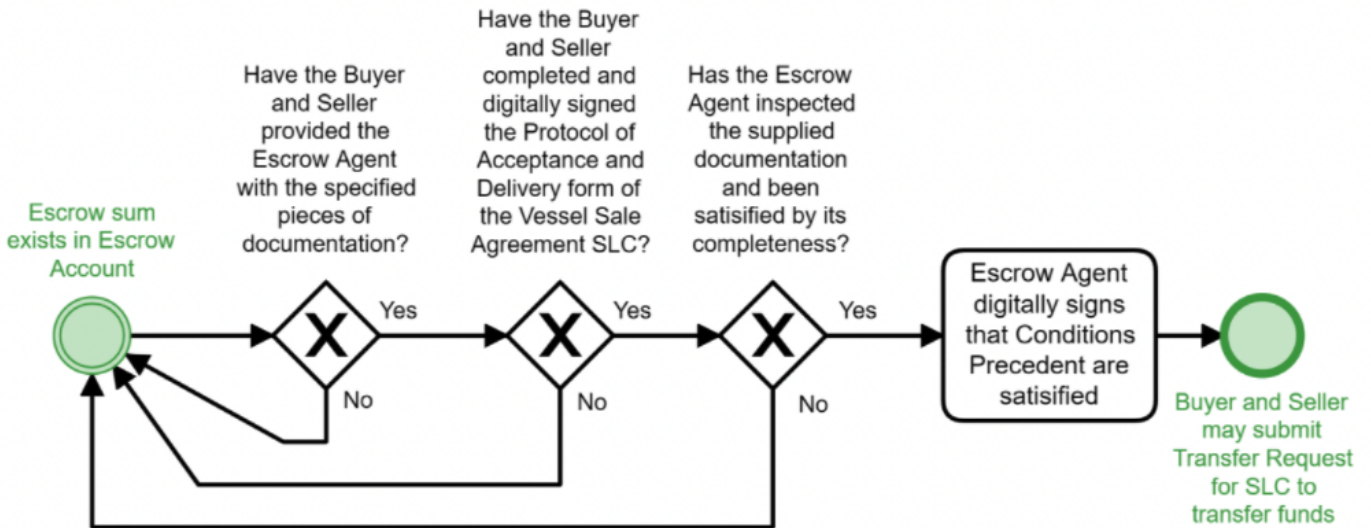 Escrow sum
exists in Escrow
Account
Have the Buyer
and Seller
provided the
Escrow Agent
with the specified
pieces of
documentation?
X
Yes
No
Have the Buyer
and Seller
completed and
digitally signed
the Protocol of
Acceptance and
Delivery form of
the Vessel Sale
Agreement SLC?
X
Yes
No
Has the Escrow
Agent inspected
the supplied
documentation
and been
satisified by its
completeness?
X
Yes
No
Escrow Agent
digitally signs
that Conditions
Precedent are
satisified
Buyer and Seller
may submit
Transfer Request
for SLC to
transfer funds